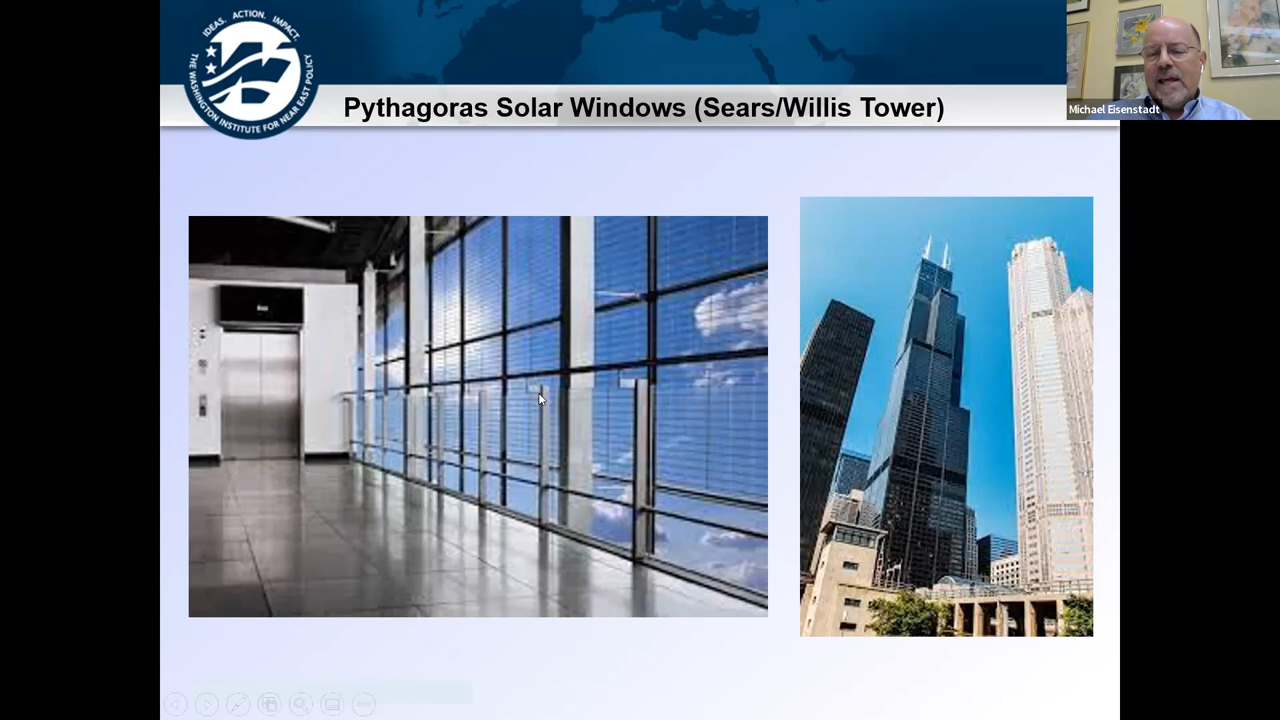 IDEAS. ACTION. IMPACT.
THE WASHINGTON INSTITUTE FOR NEAR EAST POLICY
Pythagoras Solar Windows (Sears/Willis Tower)
Michael Eisenstadt